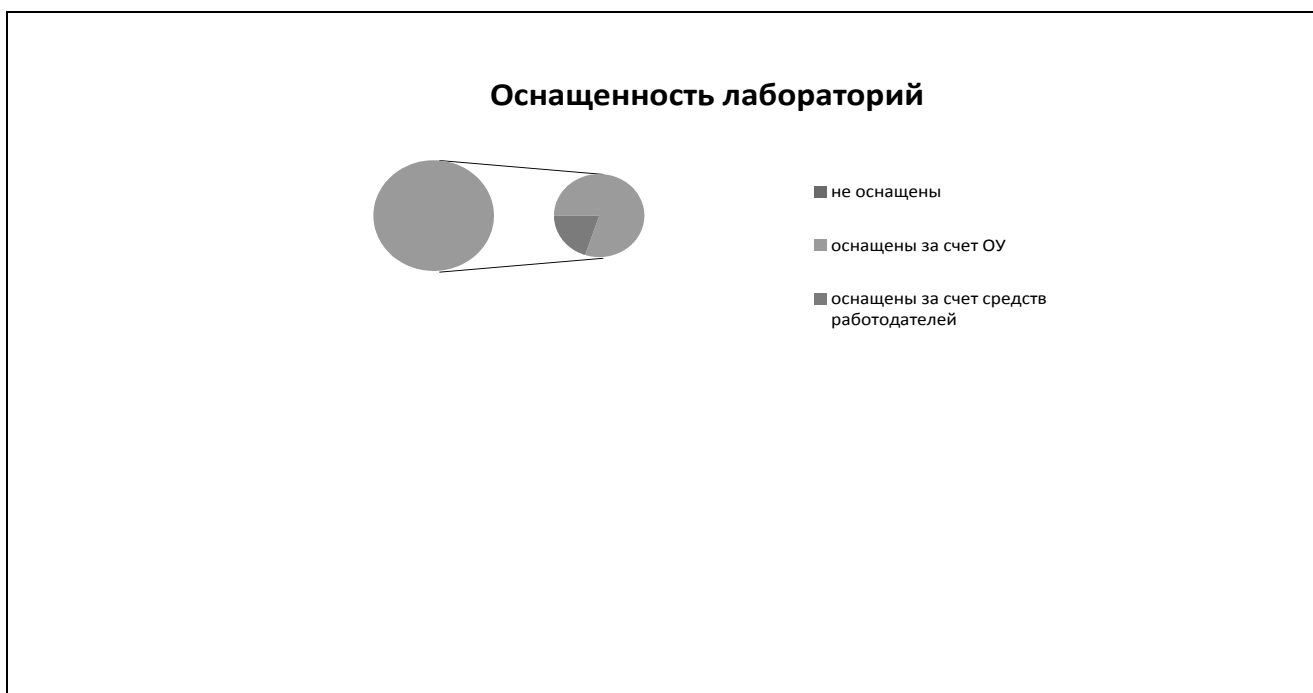 Оснащенность лабораторий
не оснащены
оснащены за счет ОУ
оснащены за счет средств
работодателей